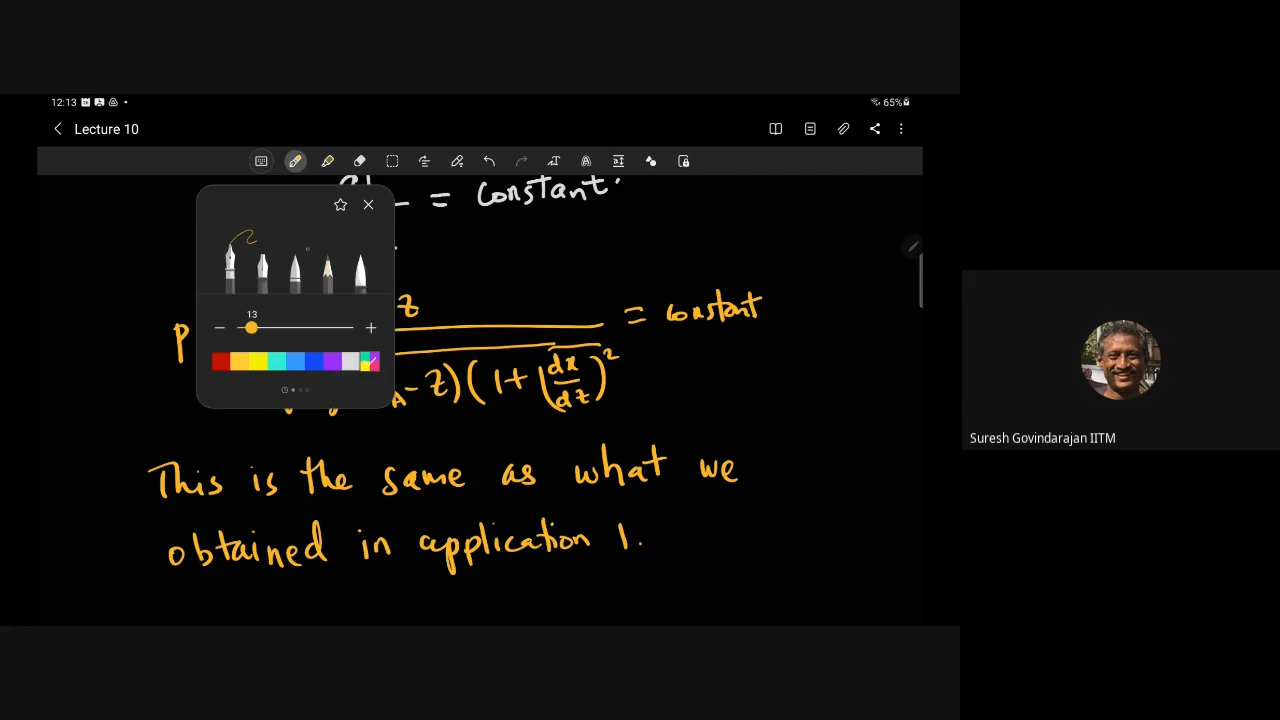 12:13
65%
Lecture 10
= constant.
13
p
z
= constant
A - z) ( 1 + (dx/dz)²
This is the same as what we
obtained in application 1.
Suresh Govindarajan IITM